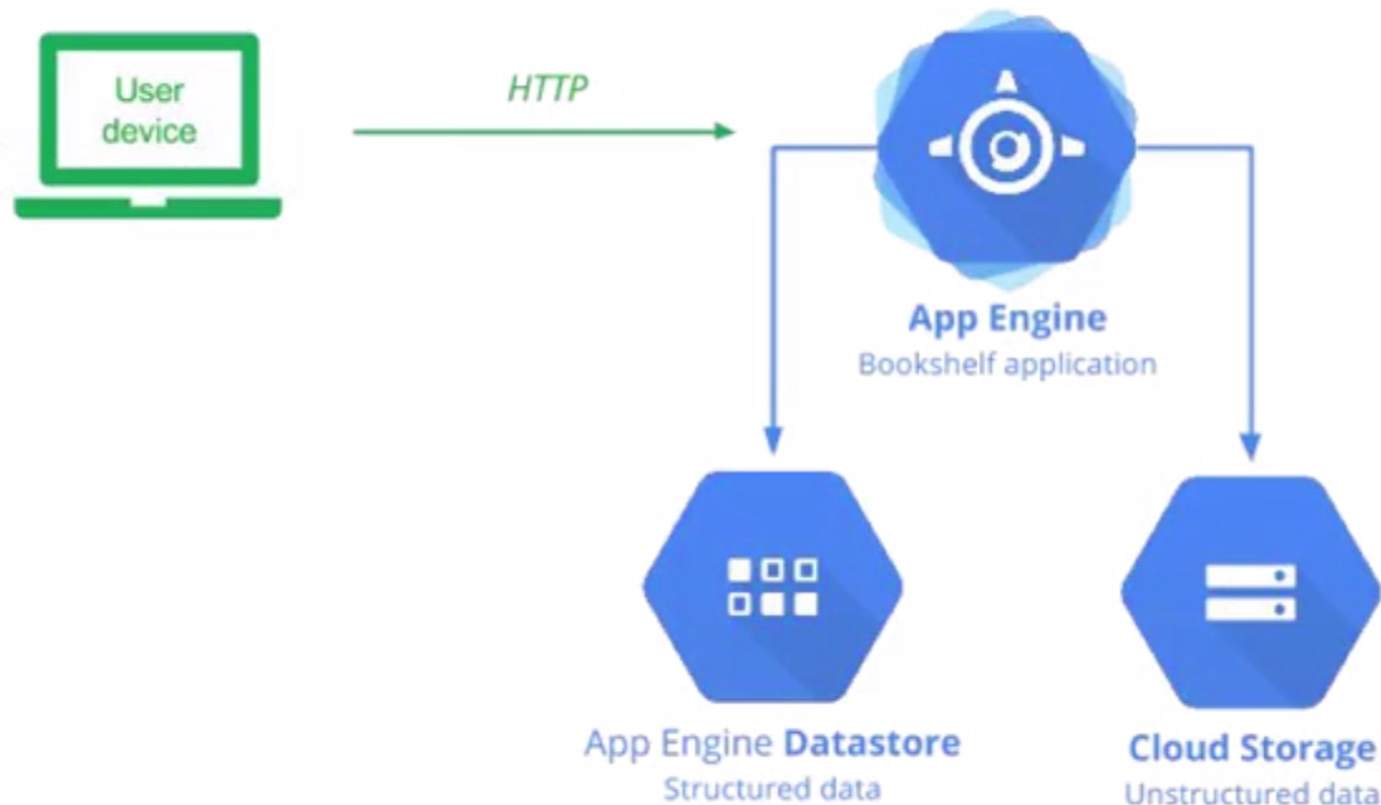 User
device
HTTP
App Engine
Bookshelf application
App Engine Datastore
Structured data
Cloud Storage
Unstructured data